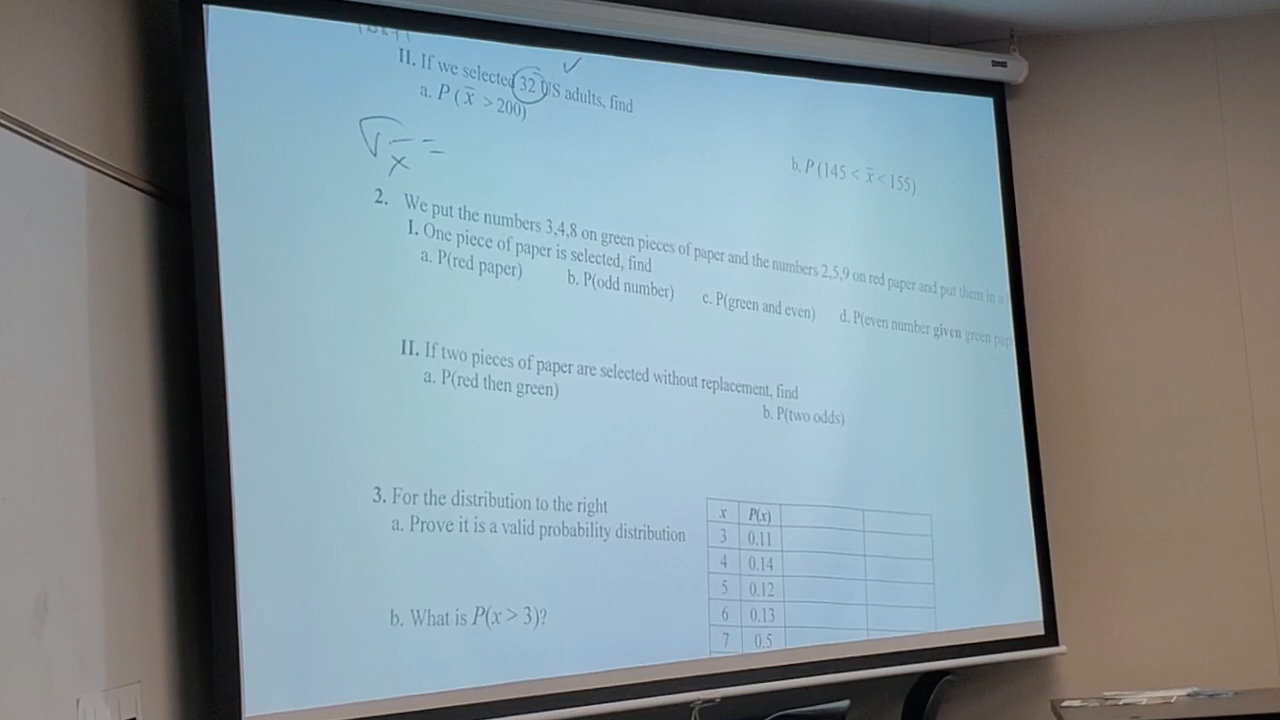 II. If we selected 32 US adults, find
a. P ( x̄ > 200)
σ x̄ =
b. P (145 < x̄ < 155)
2. We put the numbers 3,4,8 on green pieces of paper and the numbers 2,5,9 on red paper and put them in a
I. One piece of paper is selected, find
a. P(red paper) b. P(odd number) c. P(green and even) d. P(even number given green pap
II. If two pieces of paper are selected without replacement, find
a. P(red then green) b. P(two odds)
3. For the distribution to the right
a. Prove it is a valid probability distribution
b. What is P(x > 3)?
x P(x)
3 0.11
4 0.14
5 0.12
6 0.13
7 0.5